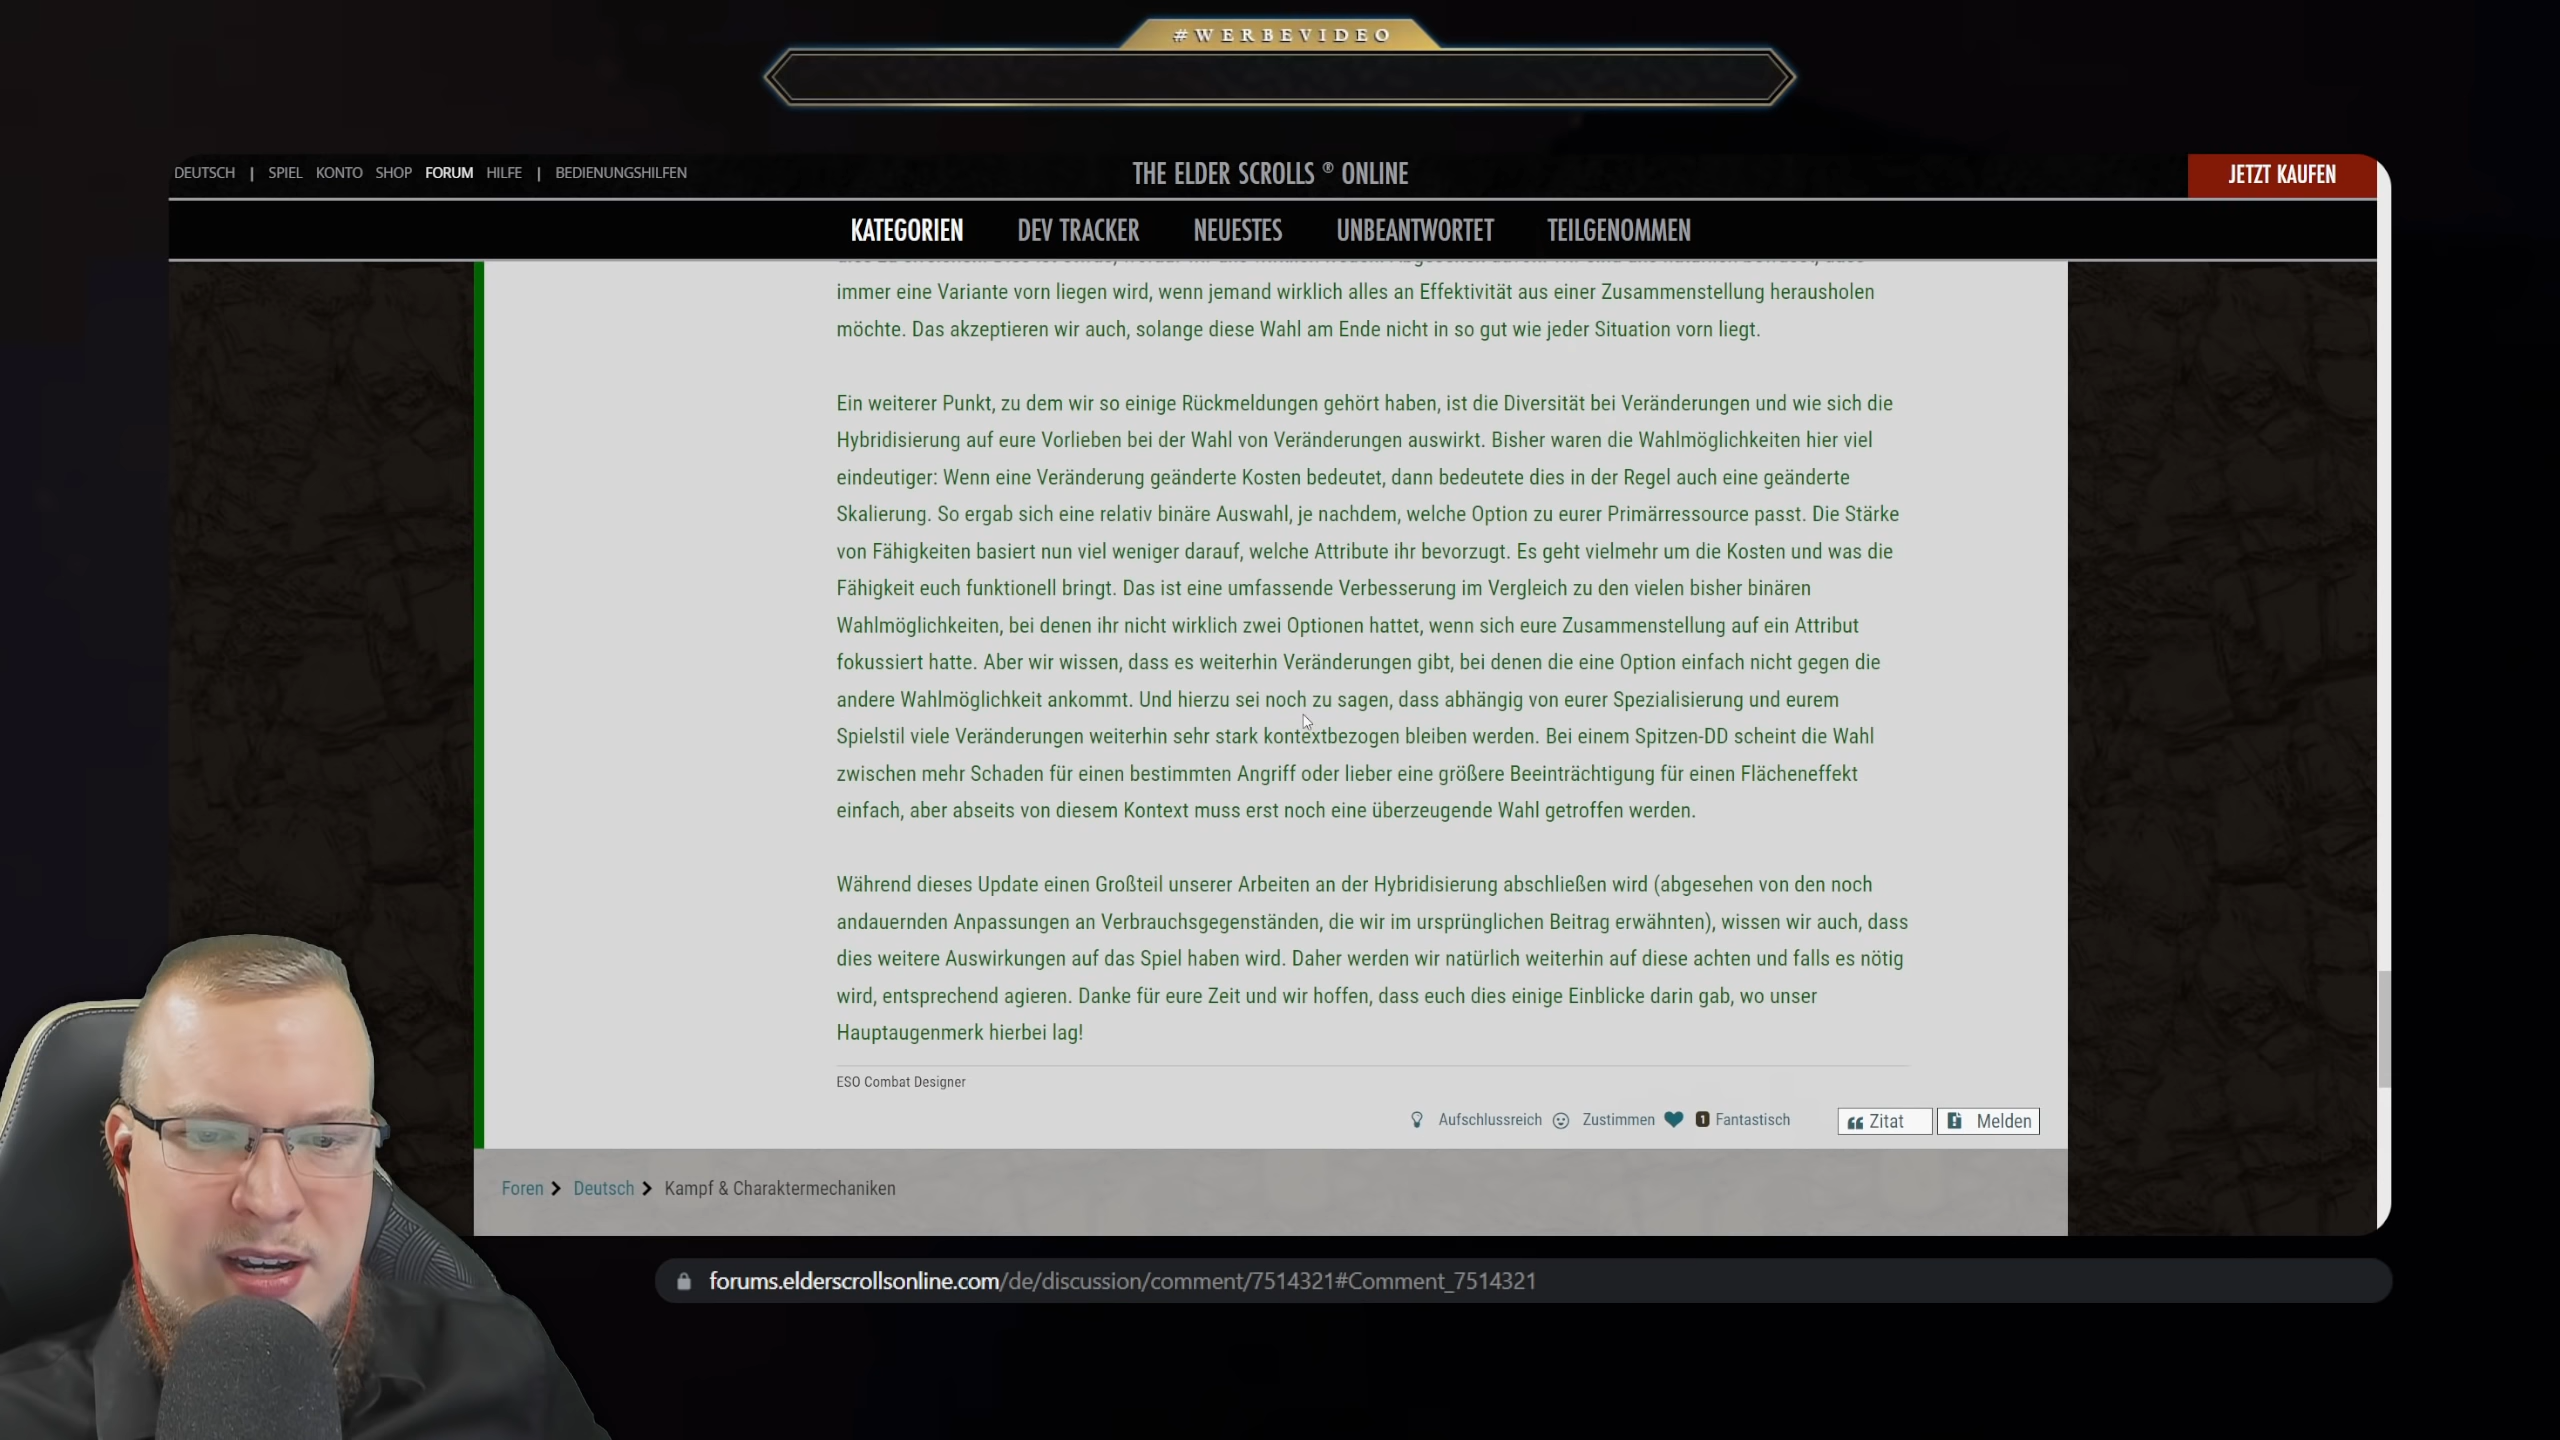 #WERBEVIDEO
DEUTSCH | SPIEL KONTO SHOP FORUM HILFE | BEDIENUNGSHILFEN
THE ELDER SCROLLS ® ONLINE
JETZT KAUFEN
KATEGORIEN DEV TRACKER NEUESTES UNBEANTWORTET TEILGENOMMEN
immer eine Variante vorn liegen wird, wenn jemand wirklich alles an Effektivität aus einer Zusammenstellung herausholen
möchte. Das akzeptieren wir auch, solange diese Wahl am Ende nicht in so gut wie jeder Situation vorn liegt.
Ein weiterer Punkt, zu dem wir so einige Rückmeldungen gehört haben, ist die Diversität bei Veränderungen und wie sich die
Hybridisierung auf eure Vorlieben bei der Wahl von Veränderungen auswirkt. Bisher waren die Wahlmöglichkeiten hier viel
eindeutiger: Wenn eine Veränderung geänderte Kosten bedeutet, dann bedeutete dies in der Regel auch eine geänderte
Skalierung. So ergab sich eine relativ binäre Auswahl, je nachdem, welche Option zu eurer Primärressource passt. Die Stärke
von Fähigkeiten basiert nun viel weniger darauf, welche Attribute ihr bevorzugt. Es geht vielmehr um die Kosten und was die
Fähigkeit euch funktionell bringt. Das ist eine umfassende Verbesserung im Vergleich zu den vielen bisher binären
Wahlmöglichkeiten, bei denen ihr nicht wirklich zwei Optionen hattet, wenn sich eure Zusammenstellung auf ein Attribut
fokussiert hatte. Aber wir wissen, dass es weiterhin Veränderungen gibt, bei denen die eine Option einfach nicht gegen die
andere Wahlmöglichkeit ankommt. Und hierzu sei noch zu sagen, dass abhängig von eurer Spezialisierung und eurem
Spielstil viele Veränderungen weiterhin sehr stark kontextbezogen bleiben werden. Bei einem Spitzen-DD scheint die Wahl
zwischen mehr Schaden für einen bestimmten Angriff oder lieber eine größere Beeinträchtigung für einen Flächeneffekt
einfach, aber abseits von diesem Kontext muss erst noch eine überzeugende Wahl getroffen werden.
Während dieses Update einen Großteil unserer Arbeiten an der Hybridisierung abschließen wird (abgesehen von den noch
andauernden Anpassungen an Verbrauchsgegenständen, die wir im ursprünglichen Beitrag erwähnten), wissen wir auch, dass
dies weitere Auswirkungen auf das Spiel haben wird. Daher werden wir natürlich weiterhin auf diese achten und falls es nötig
wird, entsprechend agieren. Danke für eure Zeit und wir hoffen, dass euch dies einige Einblicke darin gab, wo unser
Hauptaugenmerk hierbei lag!
ESO Combat Designer
Aufschlussreich Zustimmen 1 Fantastisch Zitat Melden
Foren Deutsch Kampf & Charaktermechaniken
forums.elderscrollsonline.com/de/discussion/comment/7514321#Comment_7514321